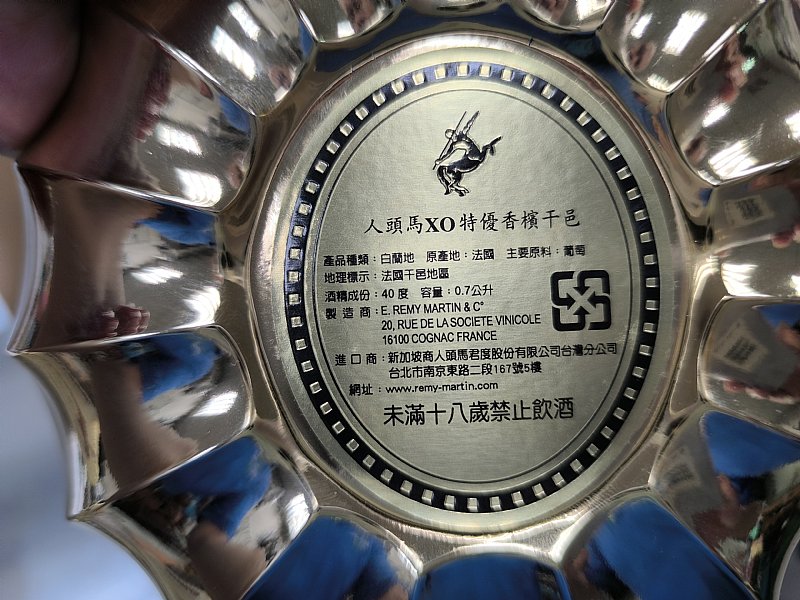 人頭馬XO特優香檳干邑
產品種類：白蘭地 原產地：法國 主要原料：葡萄
地理標示：法國干邑地區
酒精成份：40度 容量：0.7公升
製造商：E. REMY MARTIN & C°
20, RUE DE LA SOCIETE VINICOLE
16100 COGNAC FRANCE
進口商：新加坡商人頭馬君度股份有限公司台灣分公司
台北市南京東路二段167號5樓
網址：www.remy-martin.com
未滿十八歲禁止飲酒